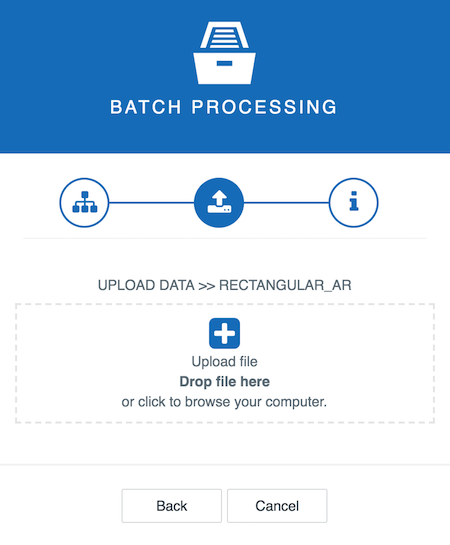 BATCH PROCESSING
UPLOAD DATA >> RECTANGULAR_AR
Upload file
Drop file here
or click to browse your computer.
Back
Cancel